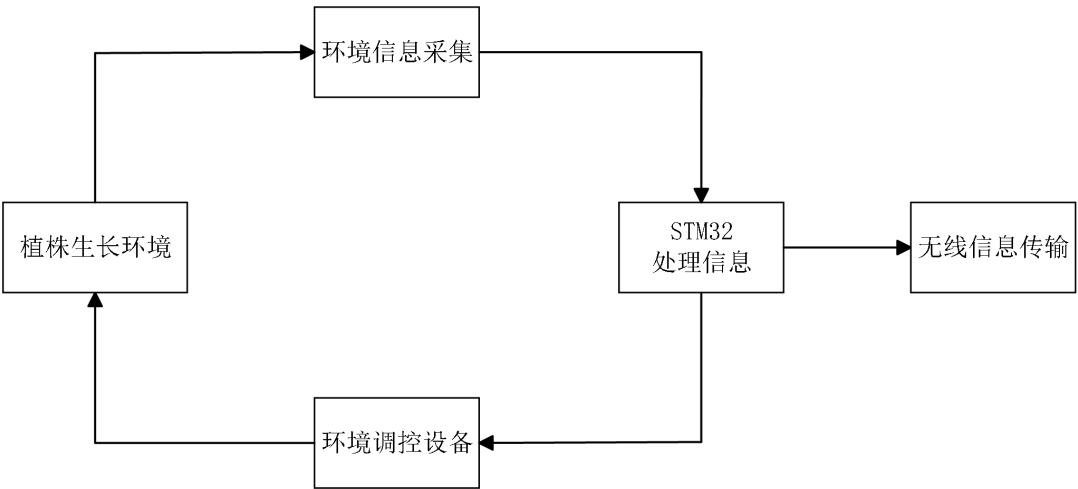 环境信息采集
植株生长环境
STM32
处理信息
无线信息传输
环境调控设备